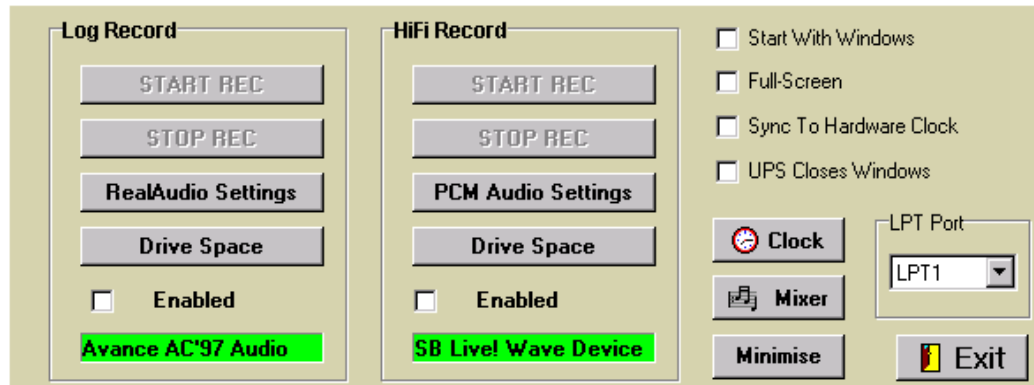 Log Record
START REC
STOP REC
RealAudio Settings
Drive Space
Enabled
Avance AC'97 Audio
HiFi Record
START REC
STOP REC
PCM Audio Settings
Drive Space
Enabled
SB Live! Wave Device
Start With Windows
Full-Screen
Sync To Hardware Clock
UPS Closes Windows
Clock
Mixer
Minimise
LPT Port
LPT1
Exit